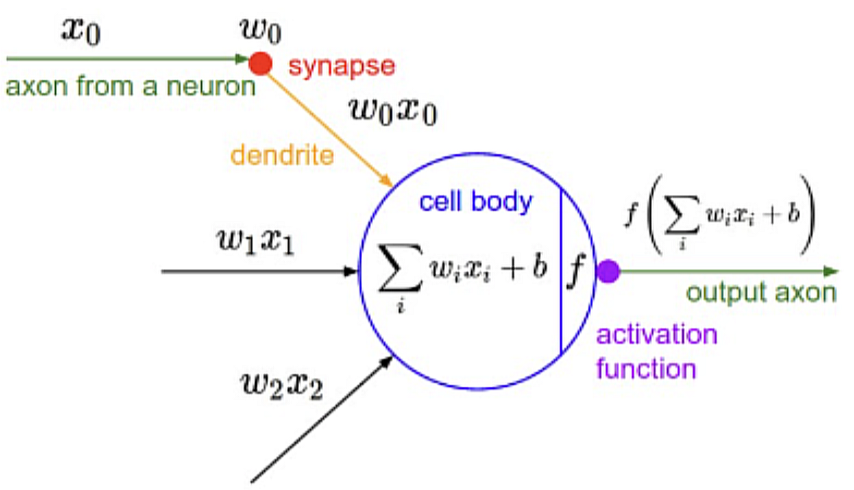 x₀
w₀
axon from a neuron
synapse
w₀x₀
dendrite
cell body
f(∑ᵢ wᵢxᵢ + b)
w₁x₁
∑ᵢ wᵢxᵢ + b
f
output axon
activation
function
w₂x₂